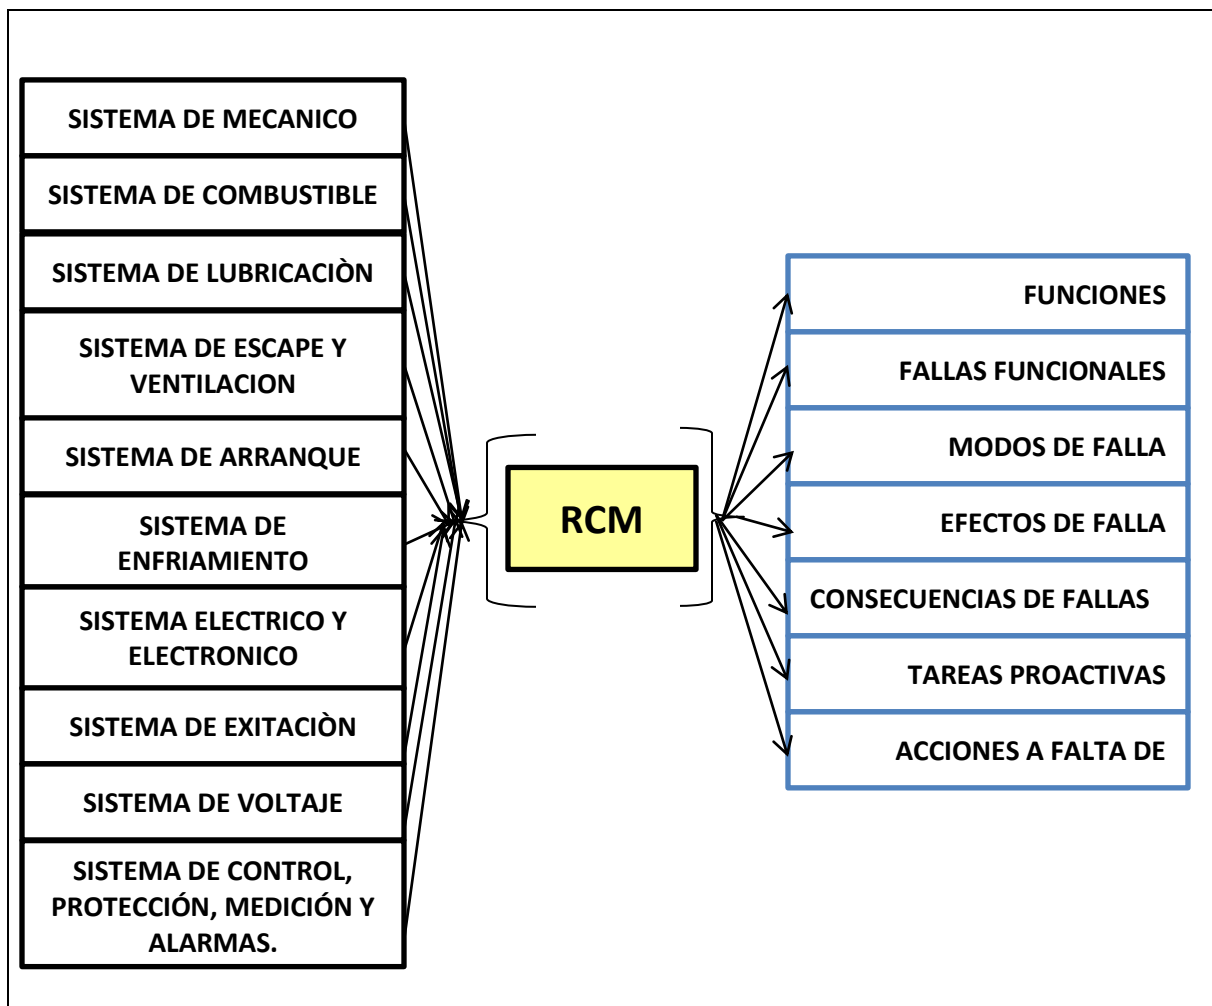 SISTEMA DE MECANICO
SISTEMA DE COMBUSTIBLE
SISTEMA DE LUBRICACIÒN
SISTEMA DE ESCAPE Y
VENTILACION
SISTEMA DE ARRANQUE
SISTEMA DE
ENFRIAMIENTO
SISTEMA ELECTRICO Y
ELECTRONICO
SISTEMA DE EXITACIÒN
SISTEMA DE VOLTAJE
SISTEMA DE CONTROL,
PROTECCIÓN, MEDICIÓN Y
ALARMAS.
RCM
FUNCIONES
FALLAS FUNCIONALES
MODOS DE FALLA
EFECTOS DE FALLA
CONSECUENCIAS DE FALLAS
TAREAS PROACTIVAS
ACCIONES A FALTA DE